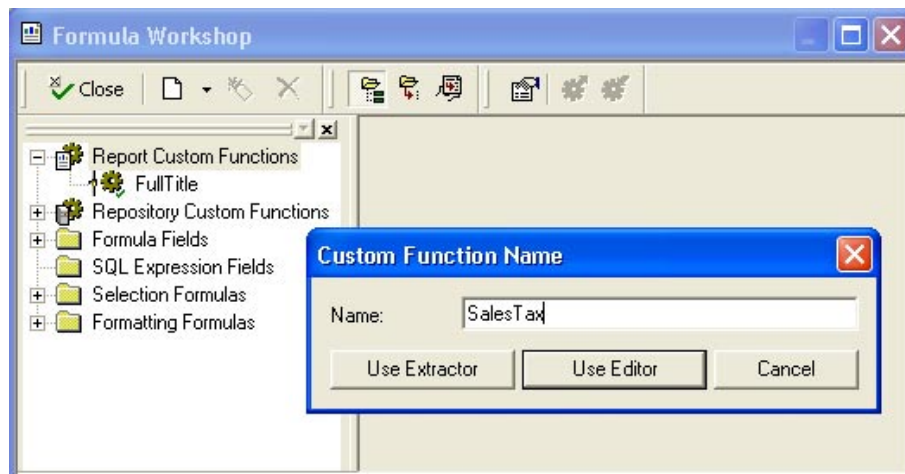 Formula Workshop
Close
Report Custom Functions
FullTitle
Repository Custom Functions
Formula Fields
SQL Expression Fields
Selection Formulas
Formatting Formulas
Custom Function Name
Name: SalesTax
Use Extractor Use Editor Cancel